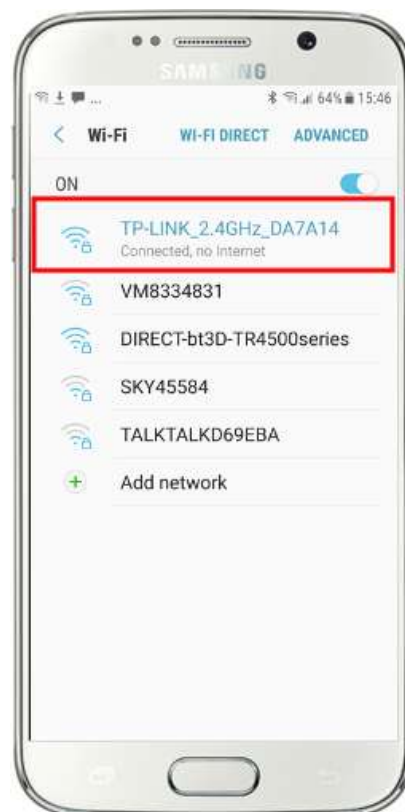 SAMSUNG
... 64% 15:46
< Wi-Fi WI-FI DIRECT ADVANCED
ON
TP-LINK_2.4GHz_DA7A14
Connected, no Internet
VM8334831
DIRECT-bt3D-TR4500series
SKY45584
TALKTALKD69EBA
Add network